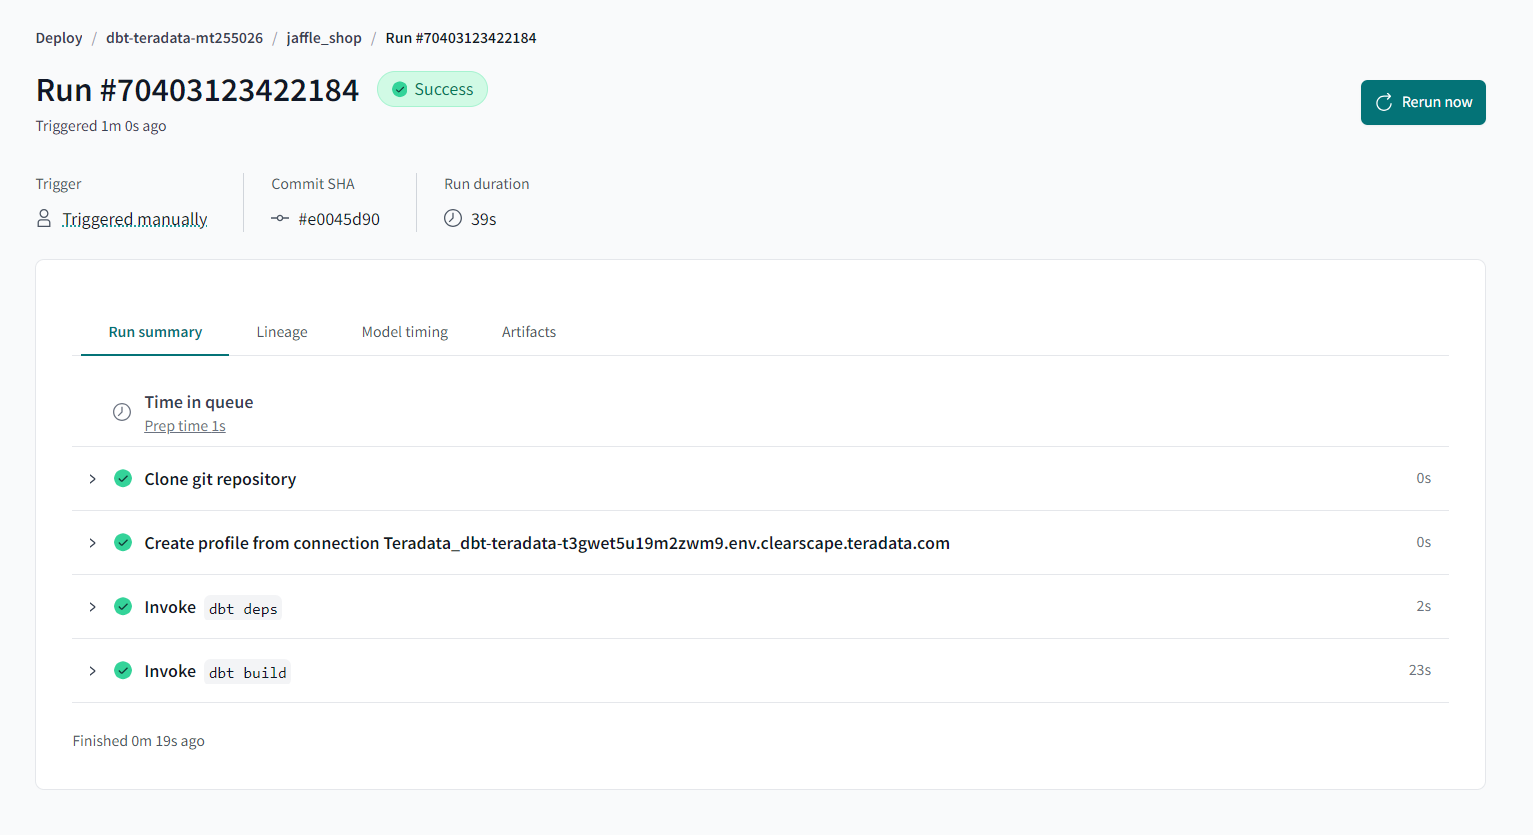 Deploy / dbt-teradata-mt255026 / jaffle_shop / Run #70403123422184
Run #70403123422184 Success
Triggered 1m 0s ago
Rerun now
Trigger Commit SHA Run duration
Triggered manually #e0045d90 39s
Run summary Lineage Model timing Artifacts
Time in queue
Prep time 1s
Clone git repository 0s
Create profile from connection Teradata_dbt-teradata-t3gwet5u19m2zwm9.env.clearscape.teradata.com 0s
Invoke dbt deps 2s
Invoke dbt build 23s
Finished 0m 19s ago